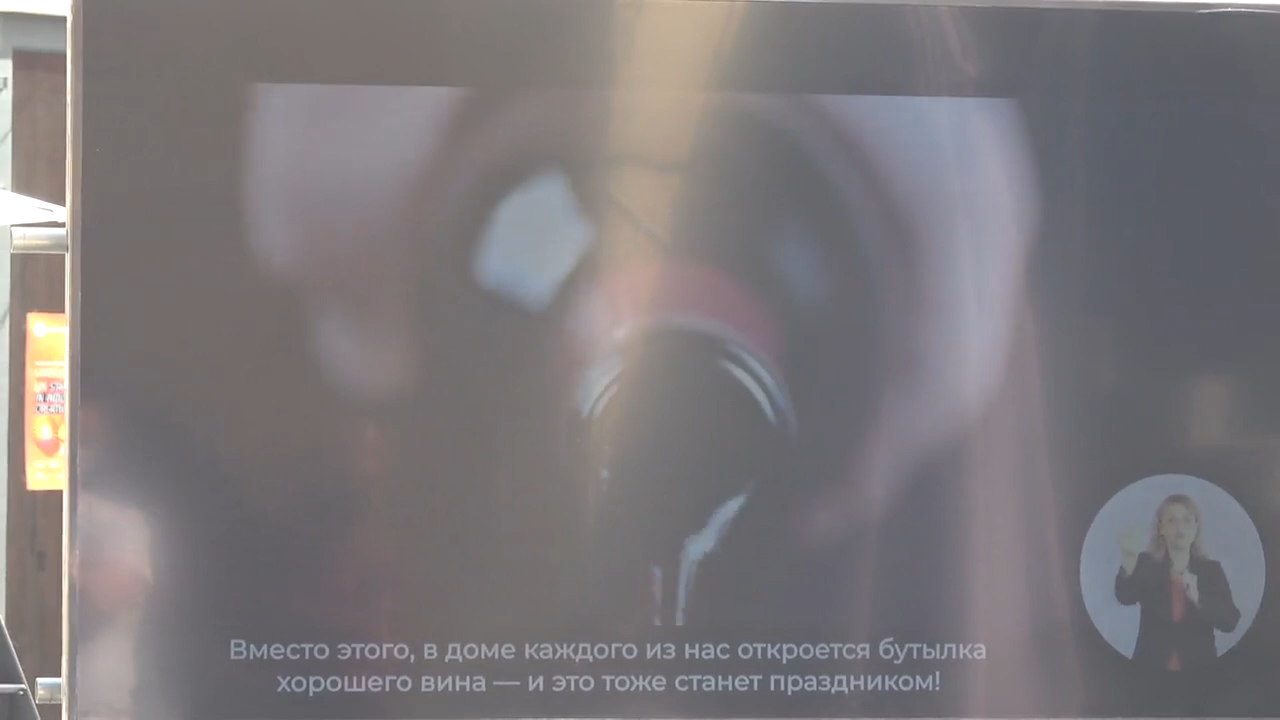 Вместо этого, в доме каждого из нас откроется бутылка
хорошего вина — и это тоже станет праздником!